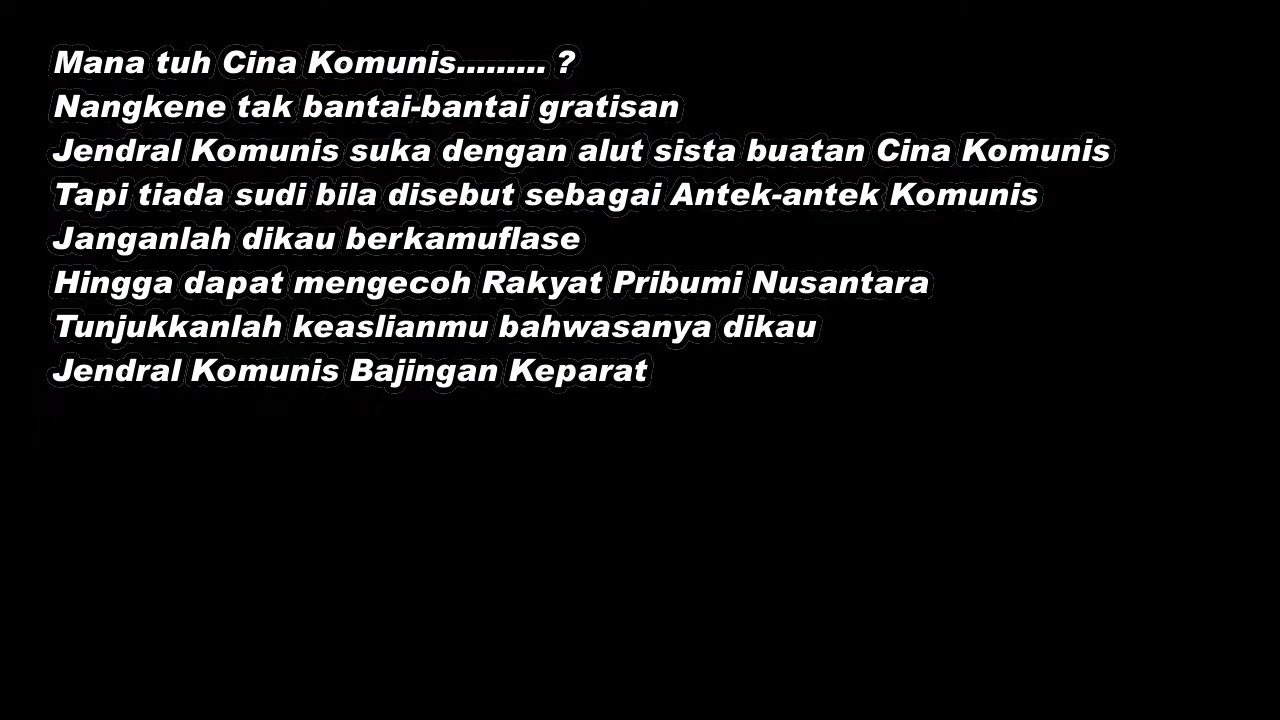 Mana tuh Cina Komunis......... ?
Nangkene tak bantai-bantai gratisan
Jendral Komunis suka dengan alut sista buatan Cina Komunis
Tapi tiada sudi bila disebut sebagai Antek-antek Komunis
Janganlah dikau berkamuflase
Hingga dapat mengecoh Rakyat Pribumi Nusantara
Tunjukkanlah keaslianmu bahwasanya dikau
Jendral Komunis Bajingan Keparat